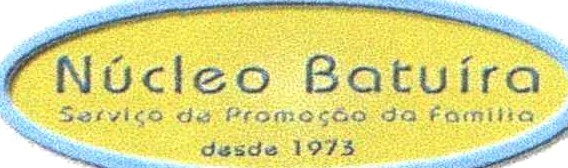 Núcleo Batuíra
Serviço de Promoção da Família
desde 1973